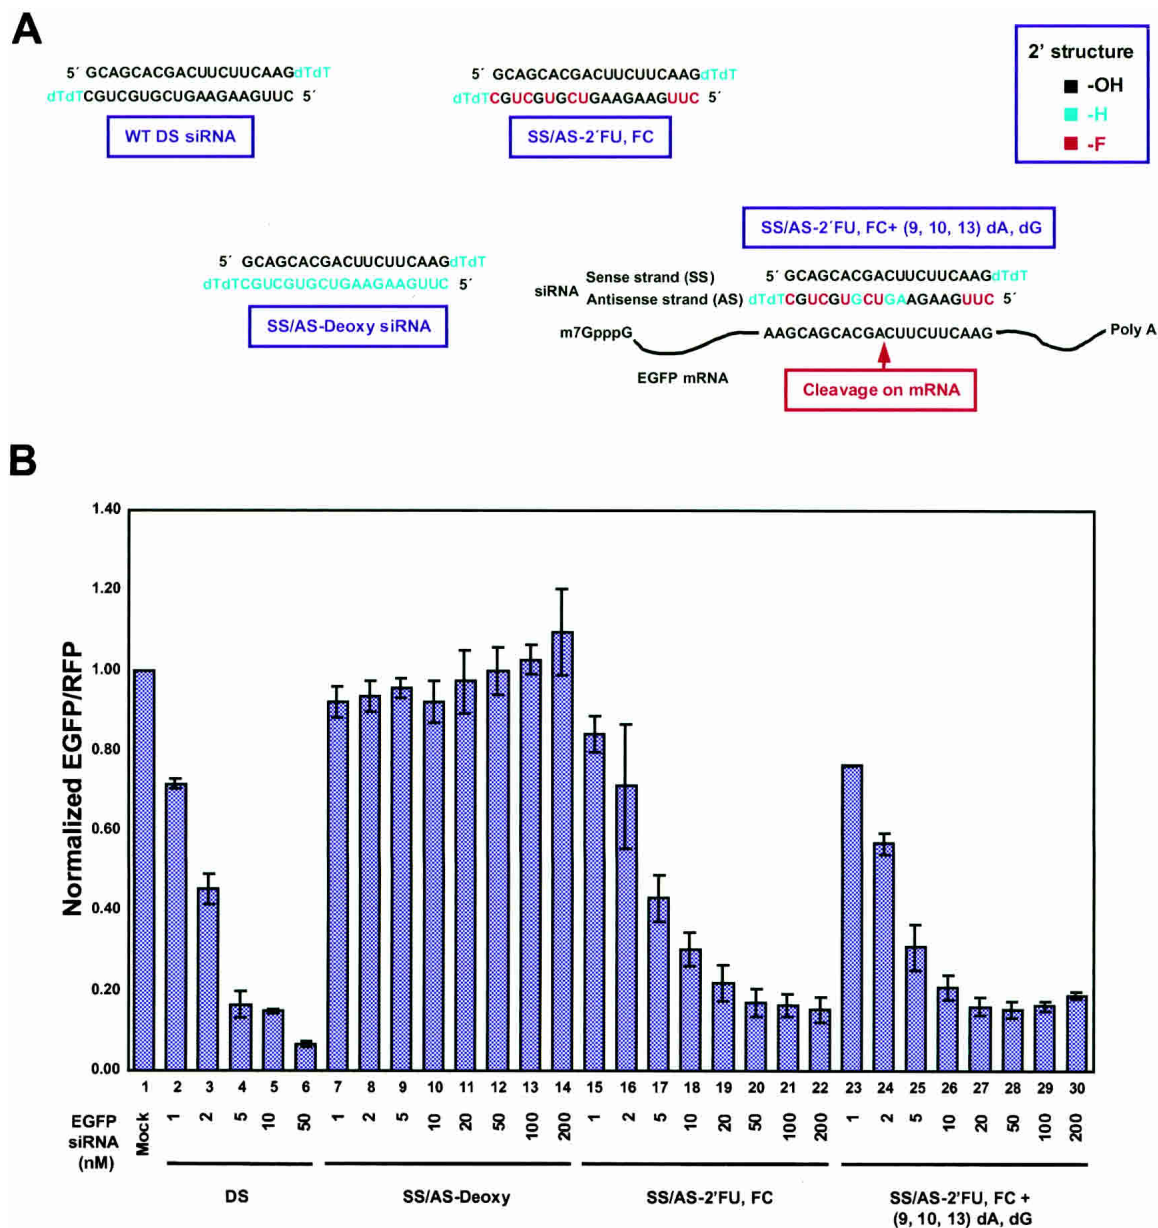 A
5´ GCAGCACGACUUCUUCAAGdTdT
dTdTCGUCGUGCUGAAGAAGUUC 5´
WT DS siRNA
5´ GCAGCACGACUUCUUCAAGdTdT
dTdTCGUCGUGCUGAAGAAGUUC 5´
SS/AS-2´FU, FC
2' structure
-OH
-H
-F
5´ GCAGCACGACUUCUUCAAGdTdT
dTdTCGUCGUGCUGAAGAAGUUC 5´
SS/AS-Deoxy siRNA
SS/AS-2´FU, FC+ (9, 10, 13) dA, dG
siRNA
Sense strand (SS) 5´ GCAGCACGACUUCUUCAAGdTdT
Antisense strand (AS) dTdTCGUCGUGCUGAAGAAGUUC 5´
m7GpppG AAGCAGCACGACUUCUUCAAG Poly A
EGFP mRNA
Cleavage on mRNA
B
Normalized EGFP/RFP
1.40
1.20
1.00
0.80
0.60
0.40
0.20
0.00
1 2 3 4 5 6 7 8 9 10 11 12 13 14 15 16 17 18 19 20 21 22 23 24 25 26 27 28 29 30
EGFP siRNA (nM)
Mock 1 2 5 10 50 1 2 5 10 20 50 100 200 1 2 5 10 20 50 100 200 1 2 5 10 20 50 100 200
DS
SS/AS-Deoxy
SS/AS-2'FU, FC
SS/AS-2'FU, FC +
(9, 10, 13) dA, dG